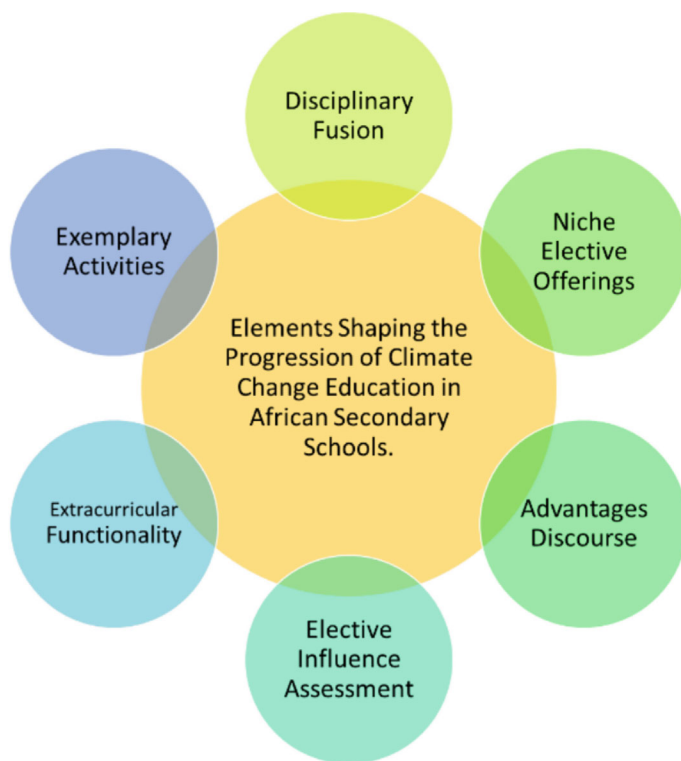 Disciplinary
Fusion
Niche
Elective
Offerings
Advantages
Discourse
Elective
Influence
Assessment
Extracurricular
Functionality
Exemplary
Activities
Elements Shaping the
Progression of Climate
Change Education in
African Secondary
Schools.